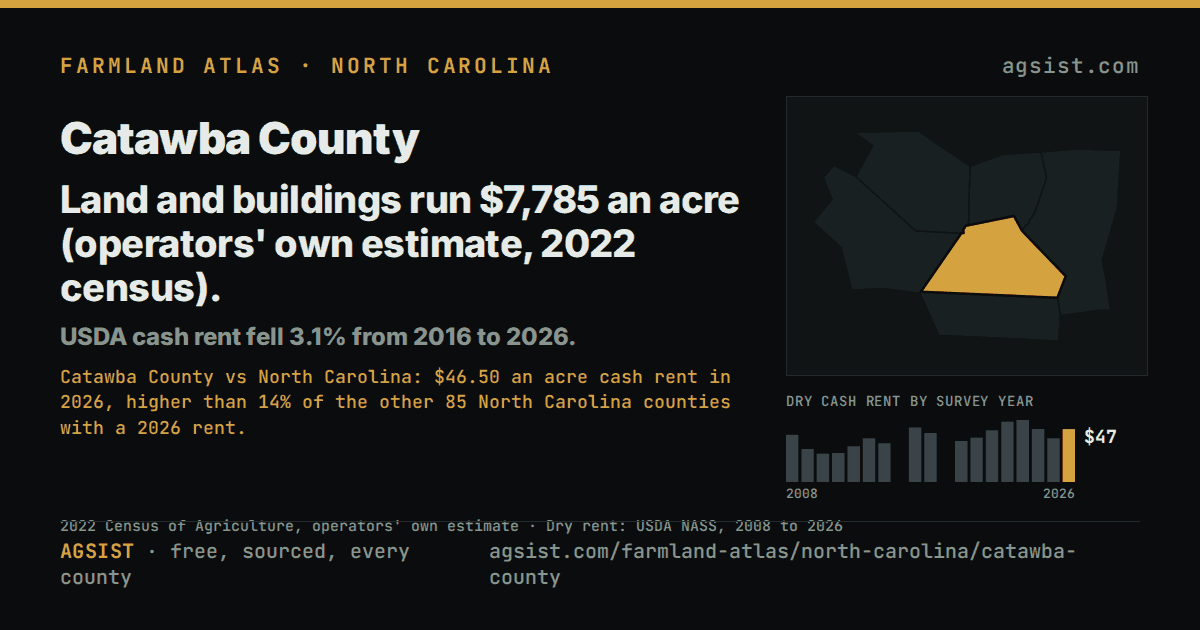 FARMLAND ATLAS · NORTH CAROLINA
agsist.com
Catawba County
Land and buildings run $7,785 an acre
(operators' own estimate, 2022
census).
USDA cash rent fell 3.1% from 2016 to 2026.
Catawba County vs North Carolina: $46.50 an acre cash rent in
2026, higher than 14% of the other 85 North Carolina counties
with a 2026 rent.
DRY CASH RENT BY SURVEY YEAR
$47
2008
2026
2022 Census of Agriculture, operators' own estimate · Dry rent: USDA NASS, 2008 to 2026
AGSIST · free, sourced, every
county
agsist.com/farmland-atlas/north-carolina/catawba-
county